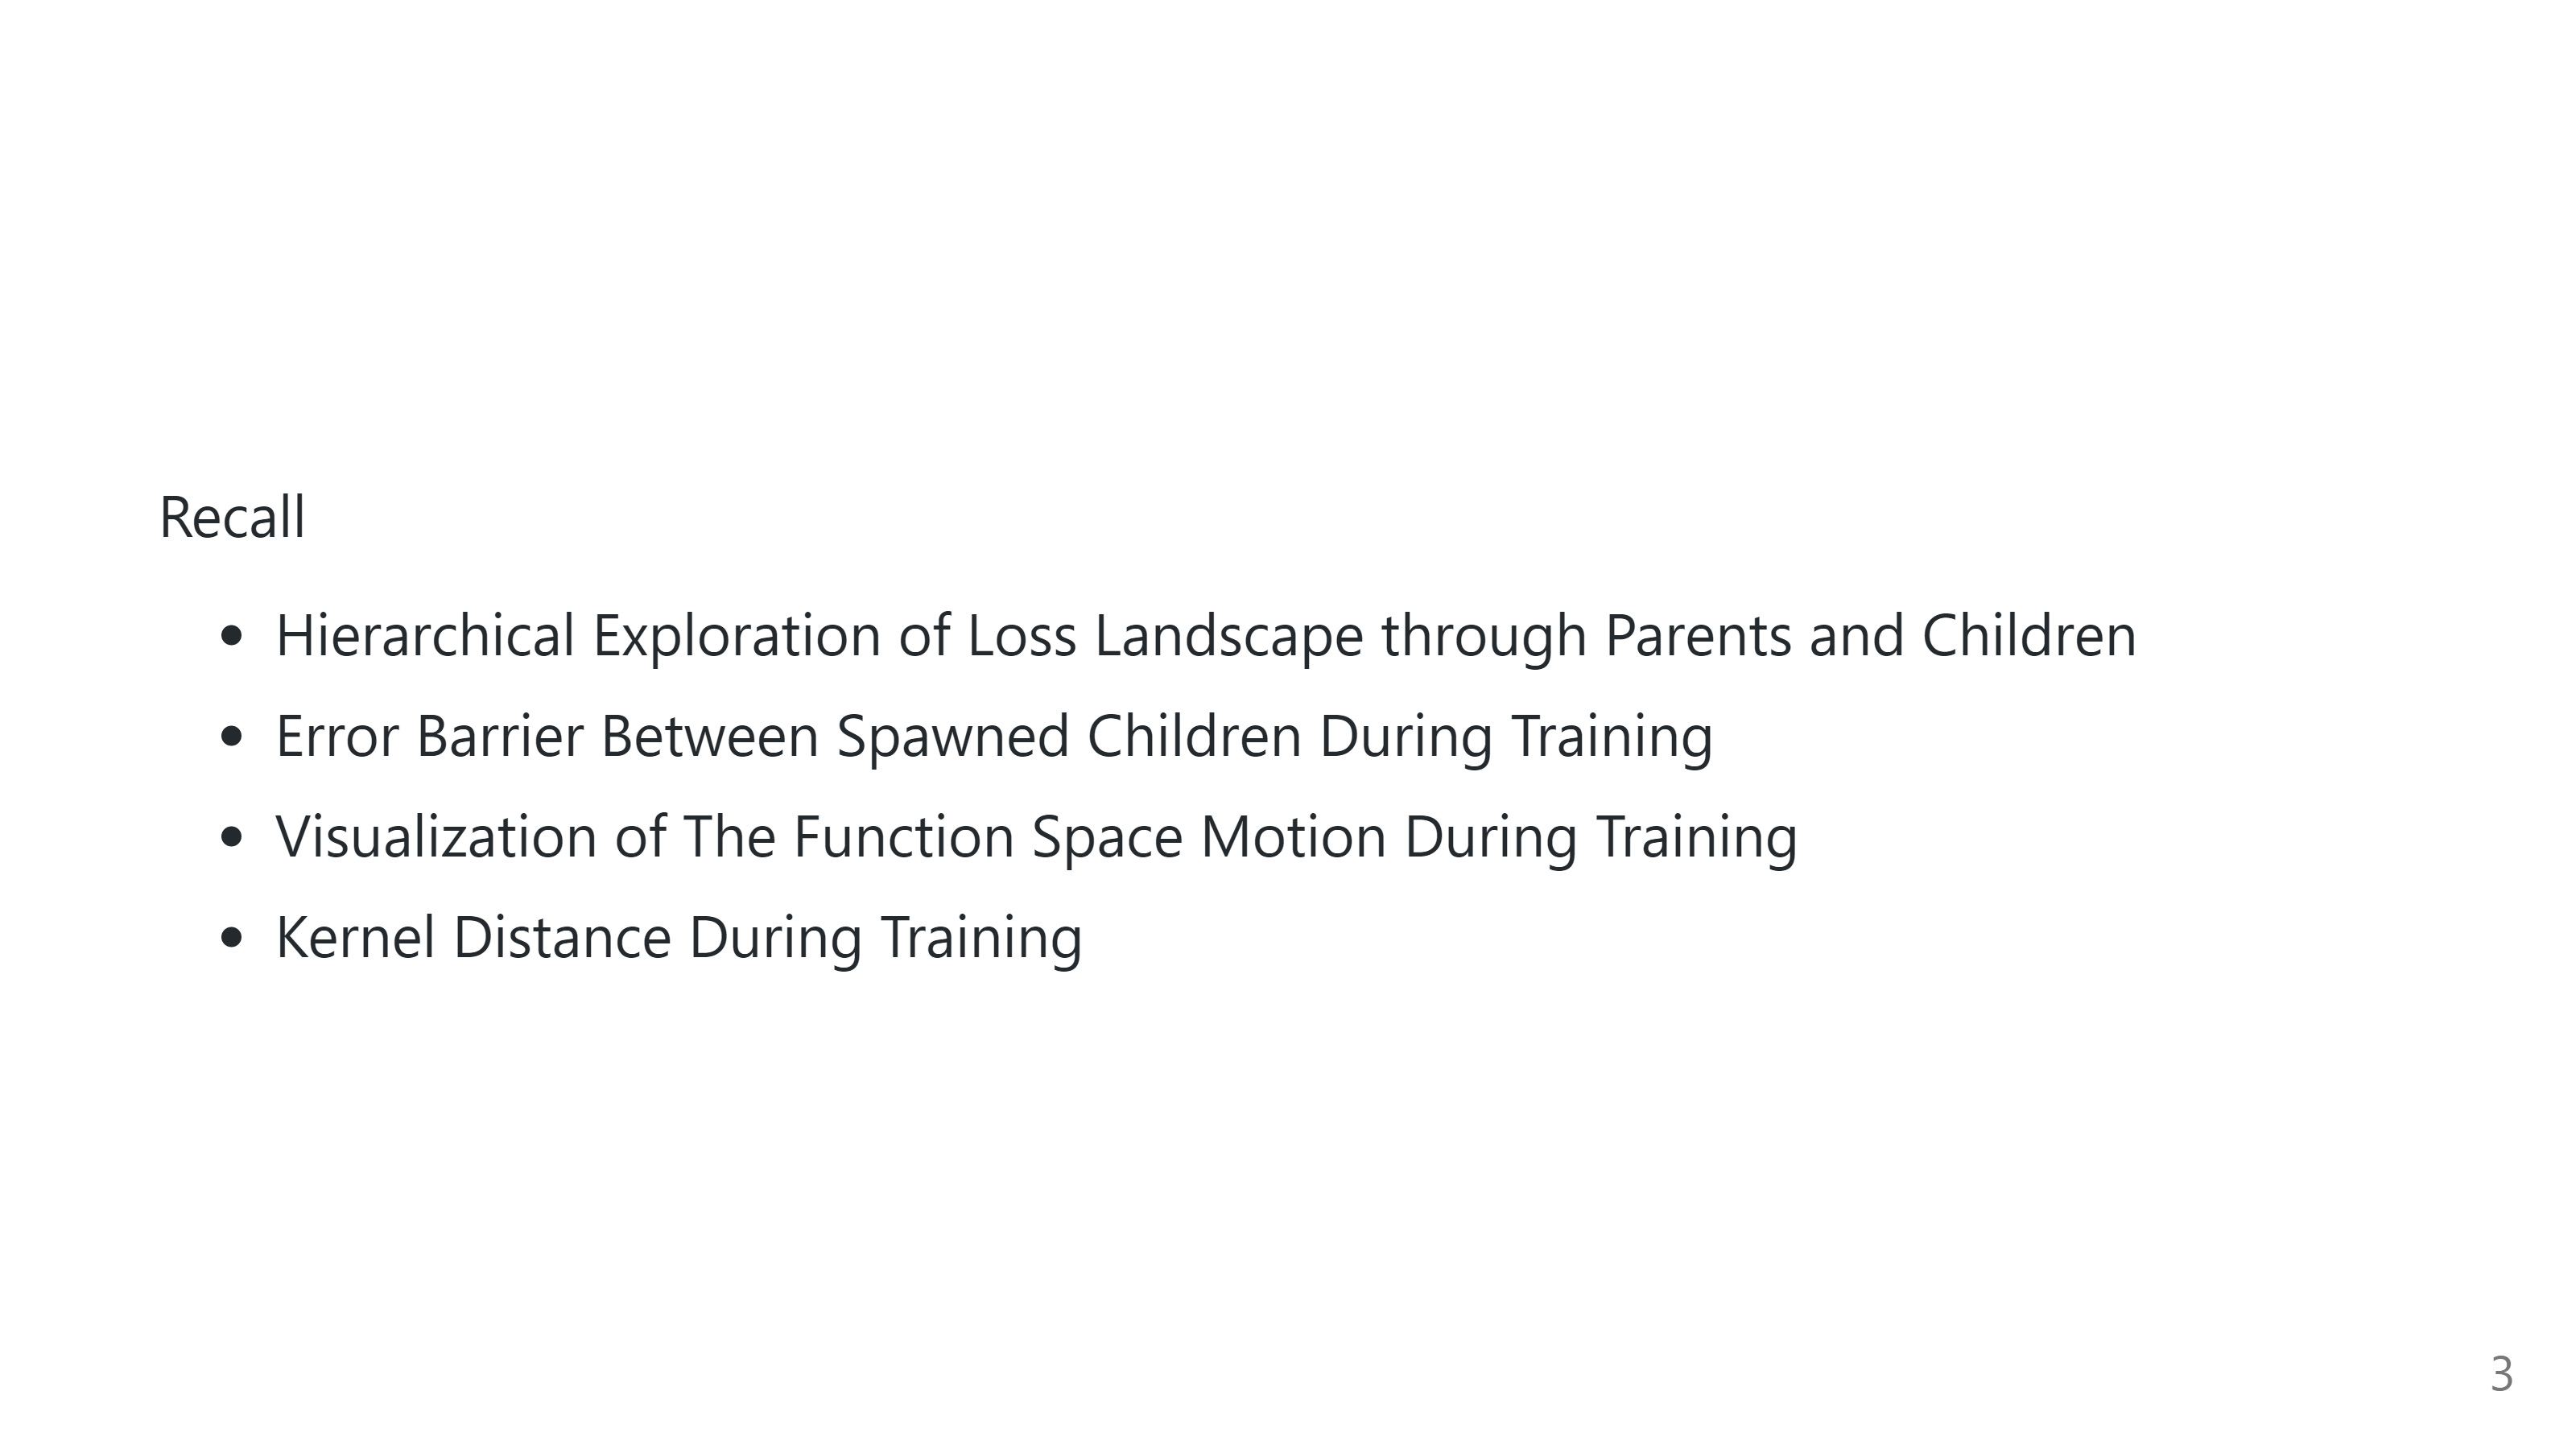 Recall
• Hierarchical Exploration of Loss Landscape through Parents and Children
• Error Barrier Between Spawned Children During Training
• Visualization of The Function Space Motion During Training
• Kernel Distance During Training
3